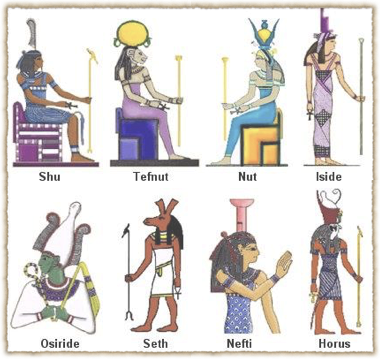 Shu Tefnut Nut Iside
Osiride Seth Nefti Horus